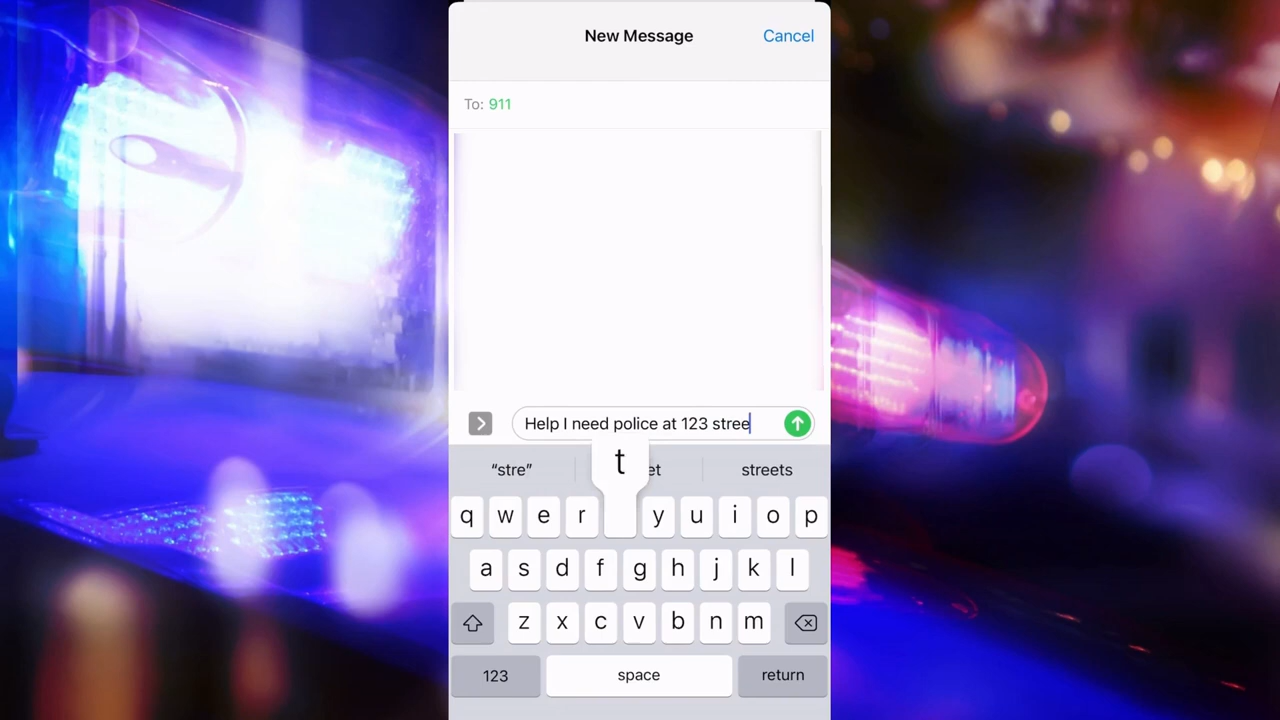 New Message
Cancel
To: 911
Help I need police at 123 stree
“stre”
et
streets
t
q w e r y u i o p
a s d f g h j k l
z x c v b n m
123 space return